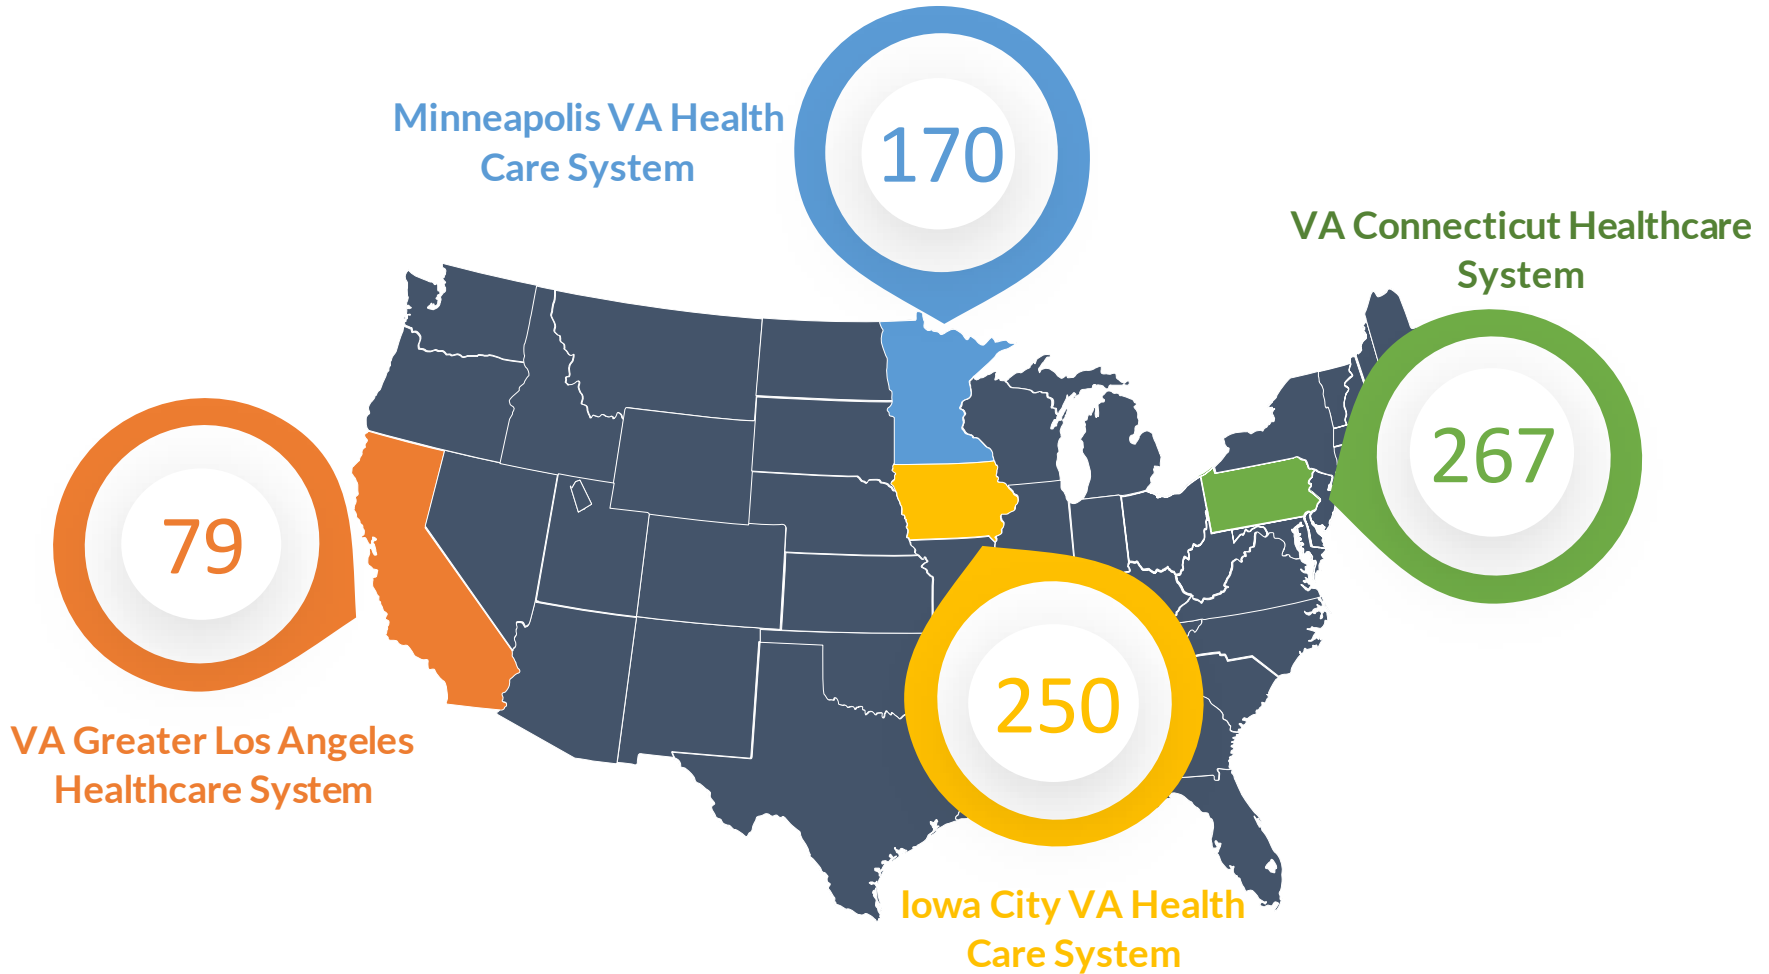 Minneapolis VA Health
Care System
170
VA Connecticut Healthcare
System
267
79
VA Greater Los Angeles
Healthcare System
250
Iowa City VA Health
Care System